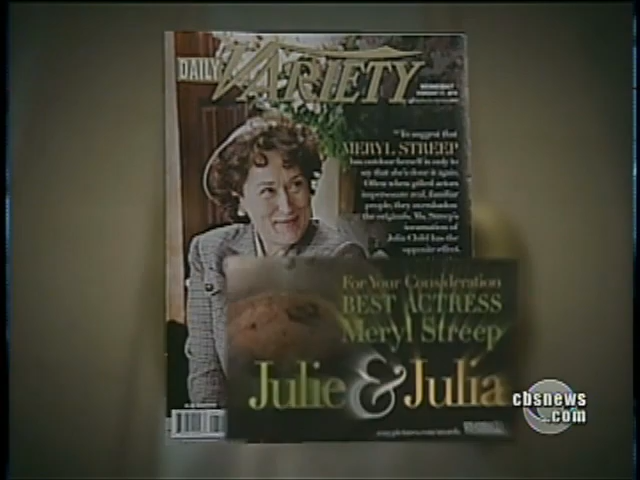 DAILY VARIETY
WEDNESDAY
"To suggest that
MERYL STREEP
has outdone herself is only to
say that she's done it again.
Often when gifted actors
impersonate real, familiar
people, they overshadow
the originals. Ms. Streep's
incarnation of
Julia Child has the
opposite effect.
For Your Consideration
BEST ACTRESS
Meryl Streep
Julie & Julia
cbsnews
.com